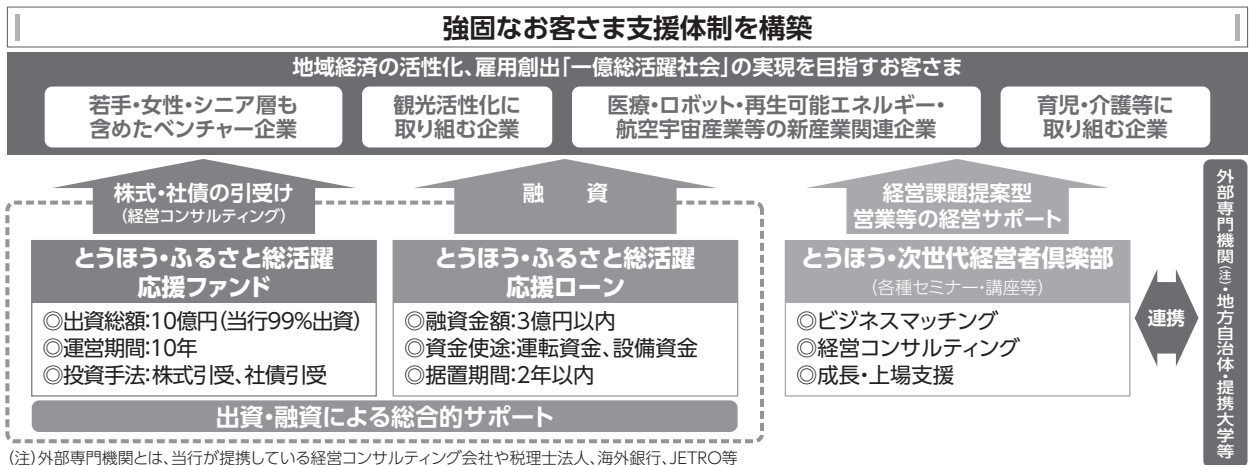 強固なお客さま支援体制を構築
地域経済の活性化、雇用創出「一億総活躍社会」の実現を目指すお客さま
若手・女性・シニア層も
含めたベンチャー企業
観光活性化に
取り組む企業
医療・ロボット・再生可能エネルギー・
航空宇宙産業等の新産業関連企業
育児・介護等に
取り組む企業
株式・社債の引受け
(経営コンサルティング)
融資
経営課題提案型
営業等の経営サポート
とうほう・ふるさと総活躍
応援ファンド
◎出資総額:10億円(当行99%出資)
◎運営期間:10年
◎投資手法:株式引受、社債引受
とうほう・ふるさと総活躍
応援ローン
◎融資金額:3億円以内
◎資金使途:運転資金、設備資金
◎据置期間:2年以内
出資・融資による総合的サポート
とうほう・次世代経営者倶楽部
(各種セミナー・講座等)
◎ビジネスマッチング
◎経営コンサルティング
◎成長・上場支援
連携
外部専門機関(注)・地方自治体・提携大学等
(注)外部専門機関とは、当行が提携している経営コンサルティング会社や税理士法人、海外銀行、JETRO等